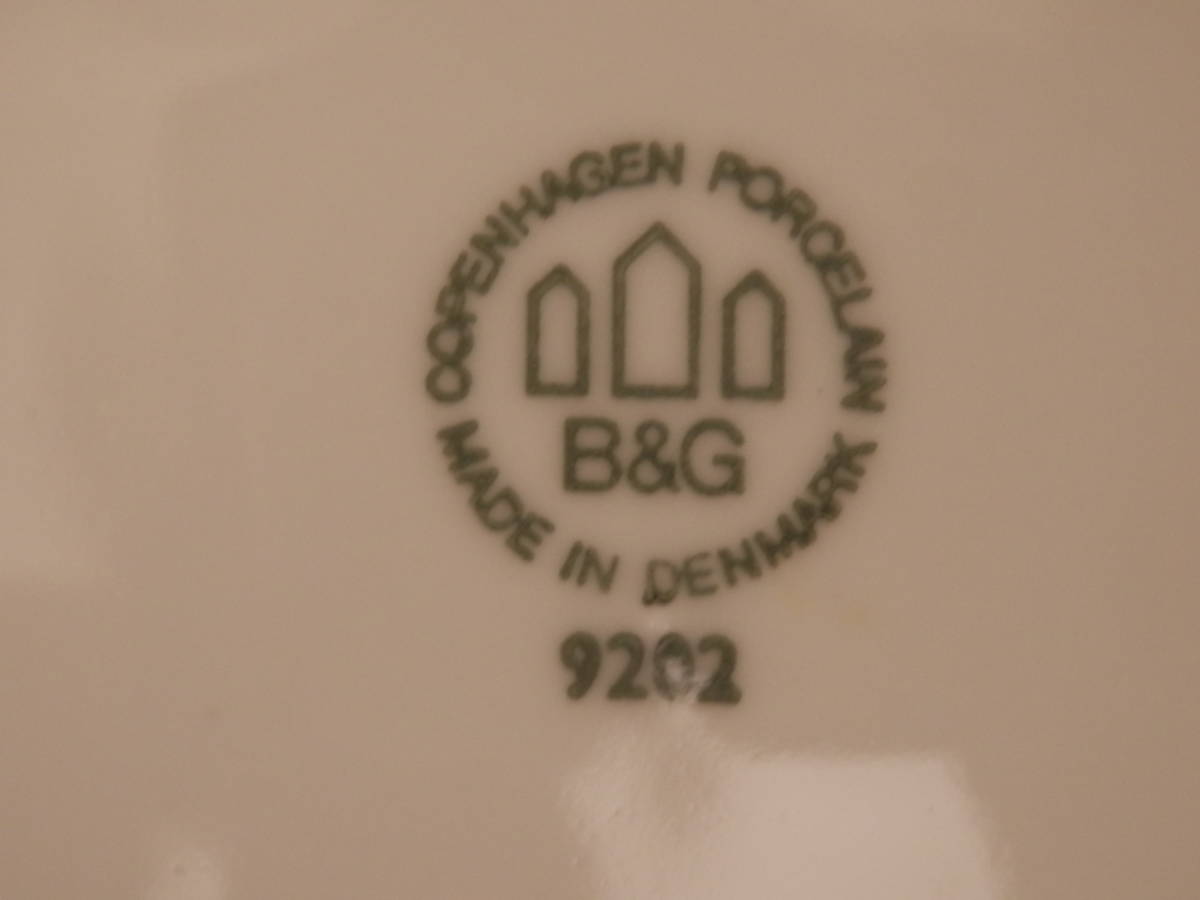 COPENHAGEN PORCELAIN
B&G
MADE IN DENMARK
9202